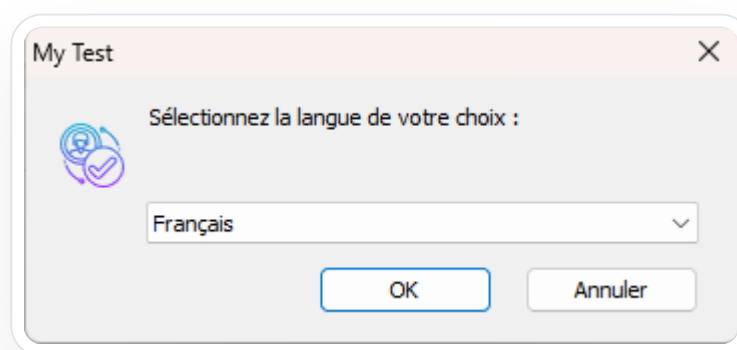 My Test
Sélectionnez la langue de votre choix :
Français
OK
Annuler